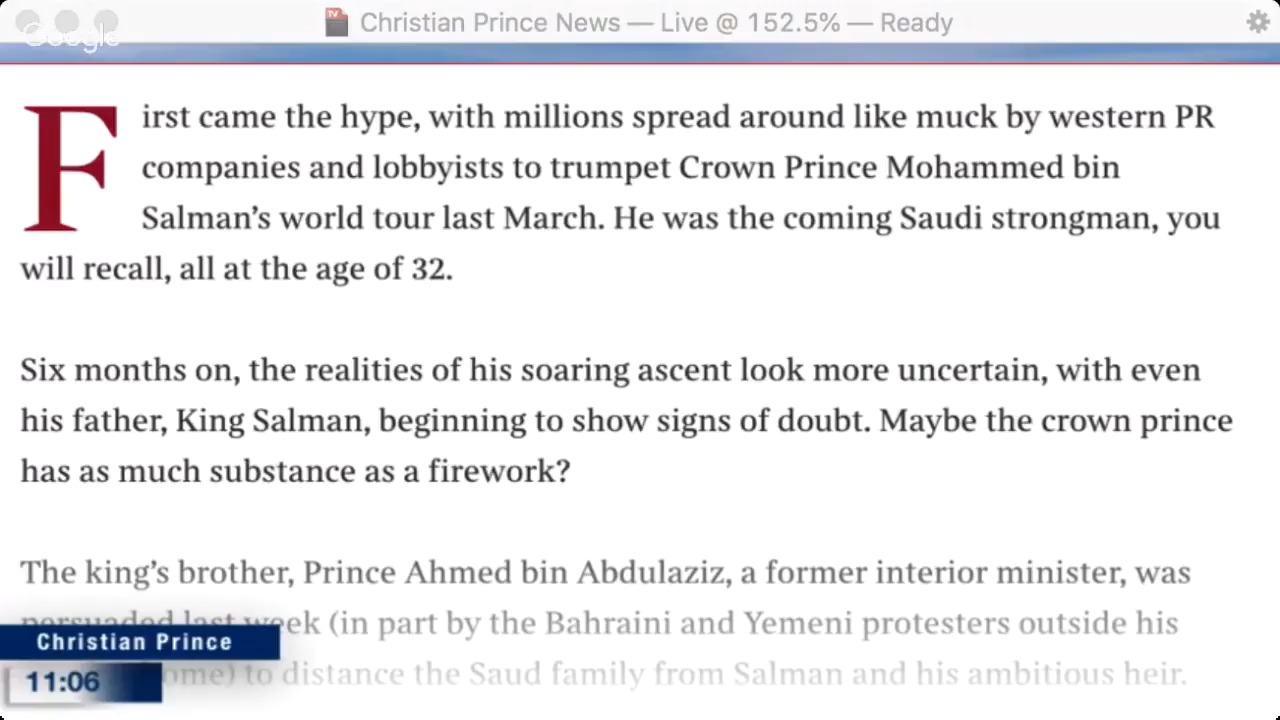 Christian Prince News — Live @ 152.5% — Ready
Google
First came the hype, with millions spread around like muck by western PR
companies and lobbyists to trumpet Crown Prince Mohammed bin
Salman’s world tour last March. He was the coming Saudi strongman, you
will recall, all at the age of 32.
Six months on, the realities of his soaring ascent look more uncertain, with even
his father, King Salman, beginning to show signs of doubt. Maybe the crown prince
has as much substance as a firework?
The king’s brother, Prince Ahmed bin Abdulaziz, a former interior minister, was
persuaded last week (in part by the Bahraini and Yemeni protesters outside his
to distance the Saud family from Salman and his ambitious heir.
Christian Prince
11:06